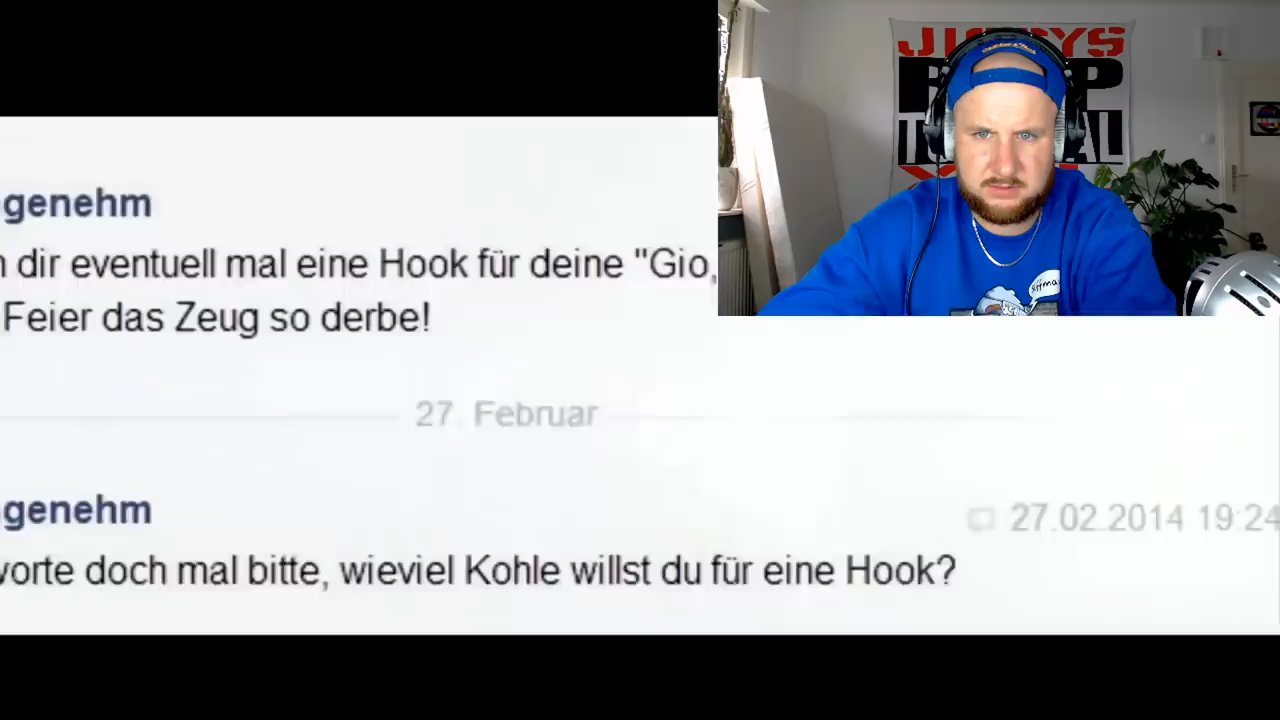 genehm
dir eventuell mal eine Hook für deine "Gio,
Feier das Zeug so derbe!
27. Februar
genehm
27.02.2014 19:24
vorte doch mal bitte, wieviel Kohle willst du für eine Hook?